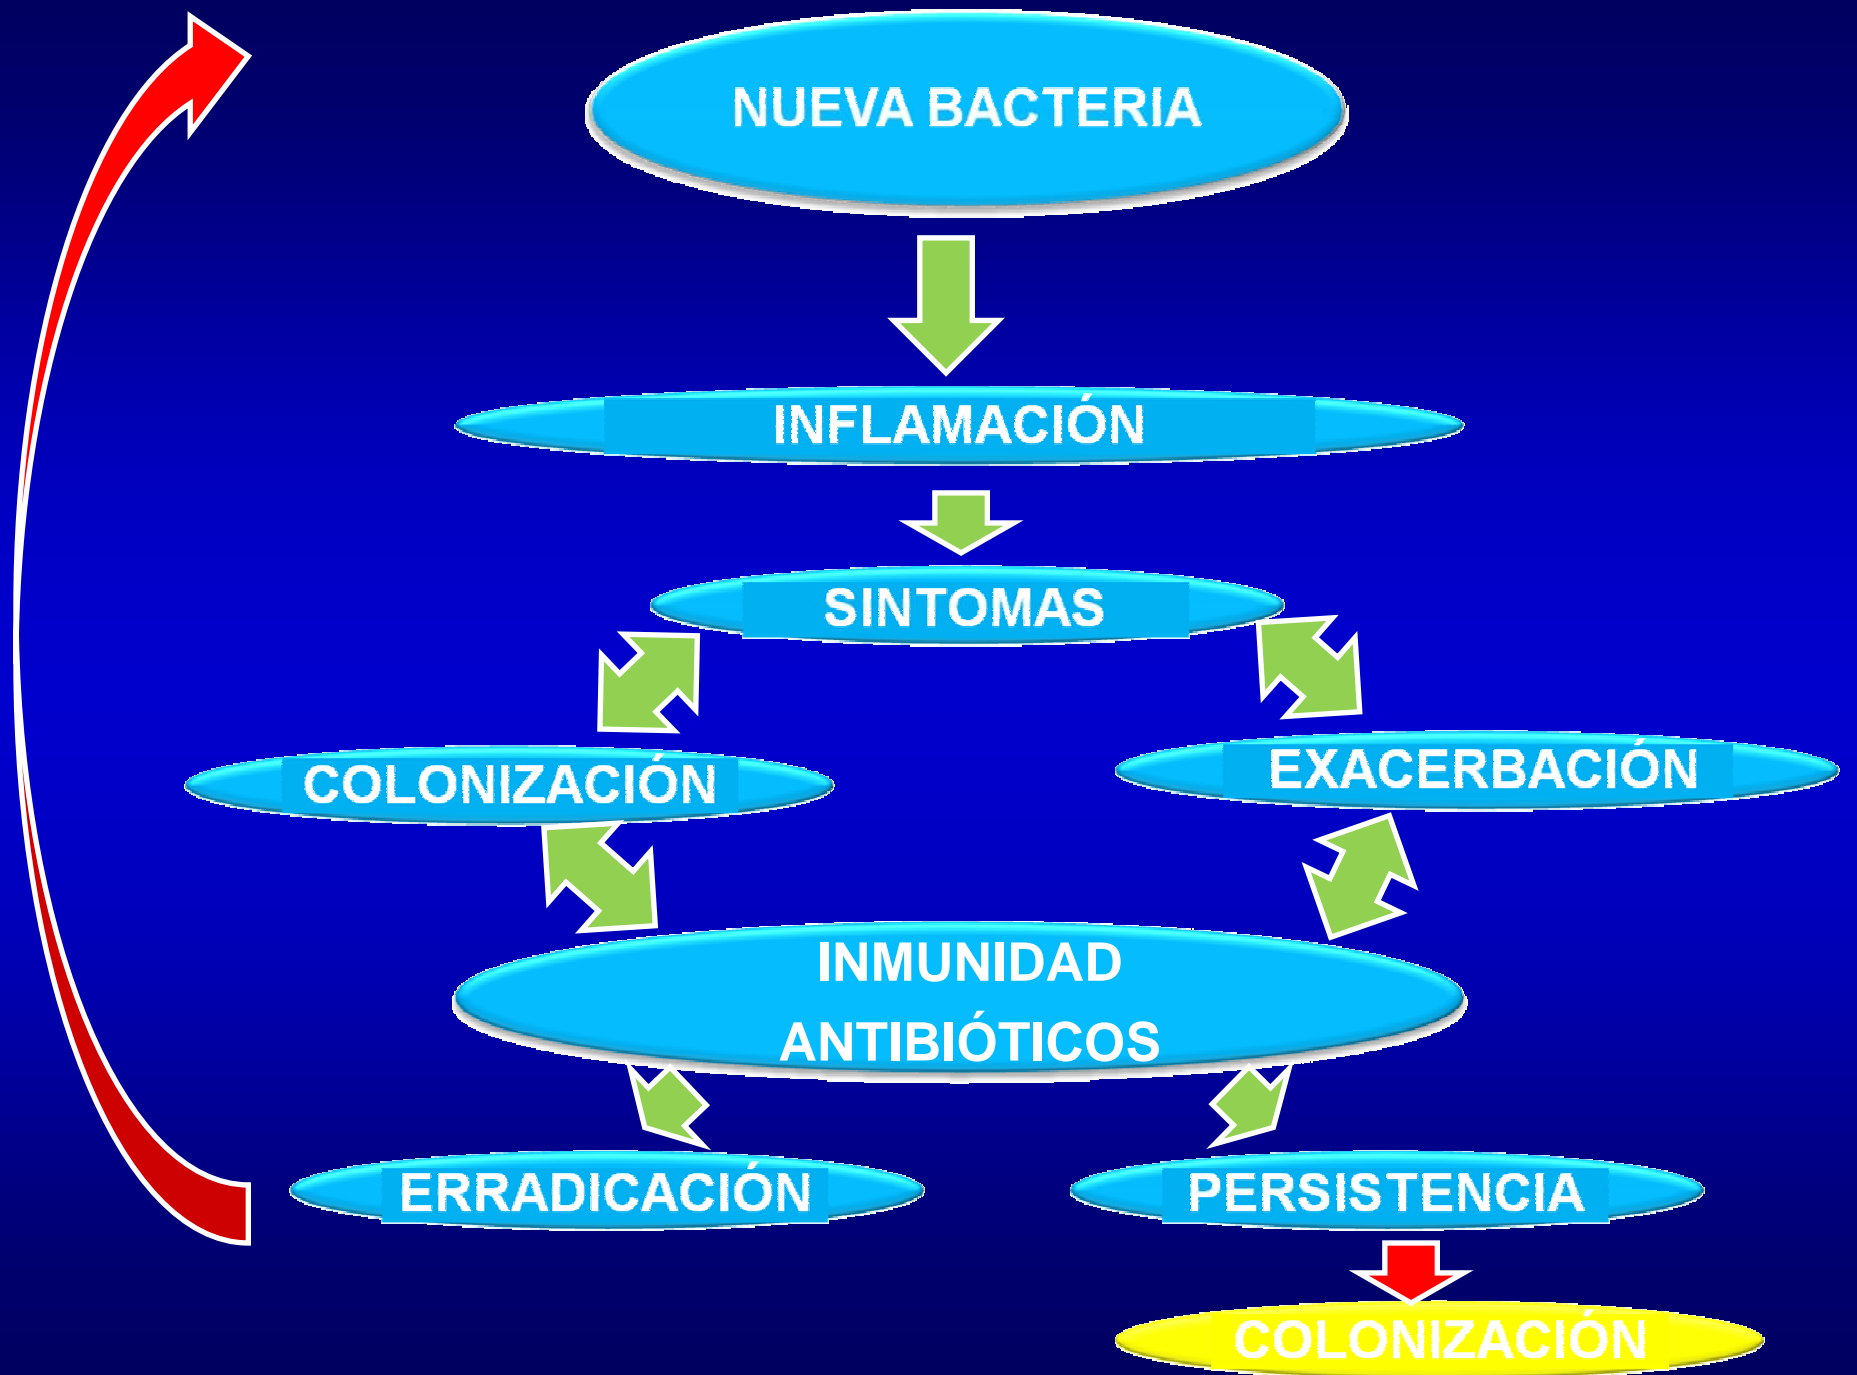 NUEVA BACTERIA
INFLAMACIÓN
SINTOMAS
COLONIZACIÓN
EXACERBACIÓN
INMUNIDAD
ANTIBIÓTICOS
ERRADICACIÓN
PERSISTENCIA
COLONIZACIÓN